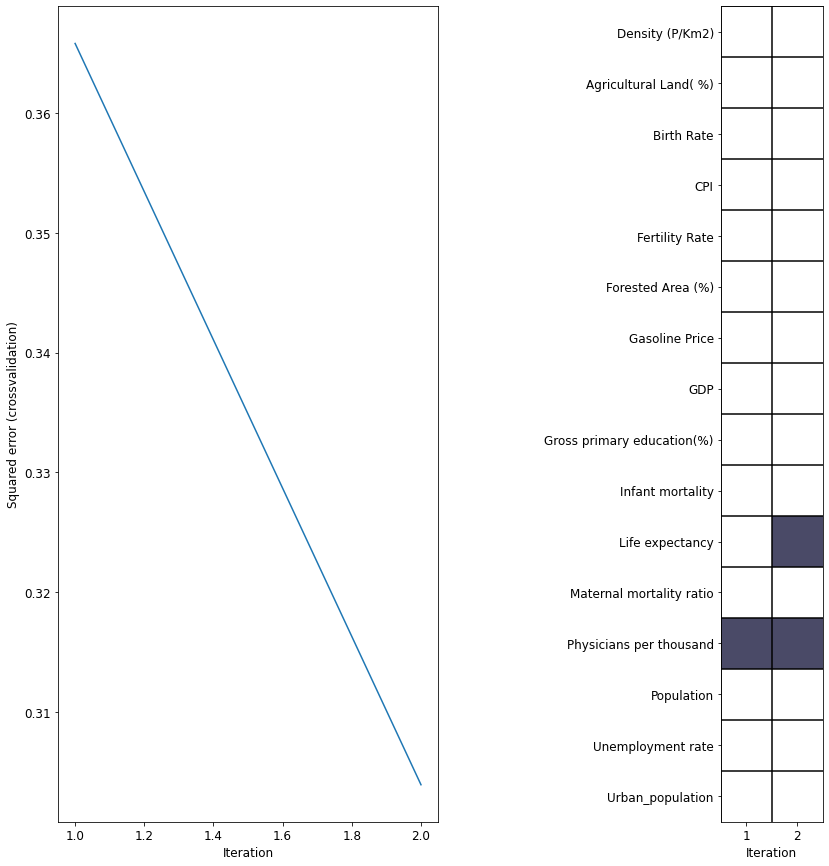 Squared error (crossvalidation)
0.36
0.35
0.34
0.33
0.32
0.31
1.0 1.2 1.4 1.6 1.8 2.0
Iteration
Density (P/Km2)
Agricultural Land( %)
Birth Rate
CPI
Fertility Rate
Forested Area (%)
Gasoline Price
GDP
Gross primary education(%)
Infant mortality
Life expectancy
Maternal mortality ratio
Physicians per thousand
Population
Unemployment rate
Urban_population
1 2
Iteration